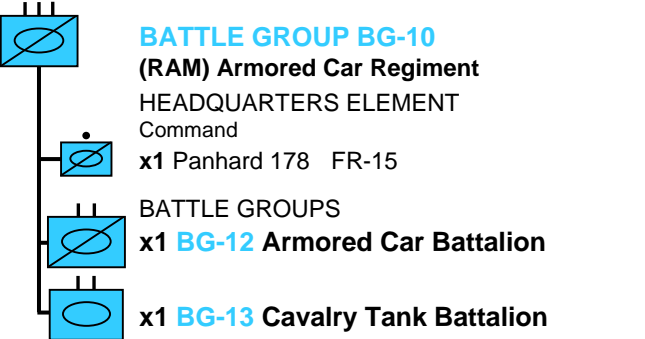 BATTLE GROUP BG-10
(RAM) Armored Car Regiment
HEADQUARTERS ELEMENT
Command
x1 Panhard 178 FR-15
BATTLE GROUPS
x1 BG-12 Armored Car Battalion
x1 BG-13 Cavalry Tank Battalion